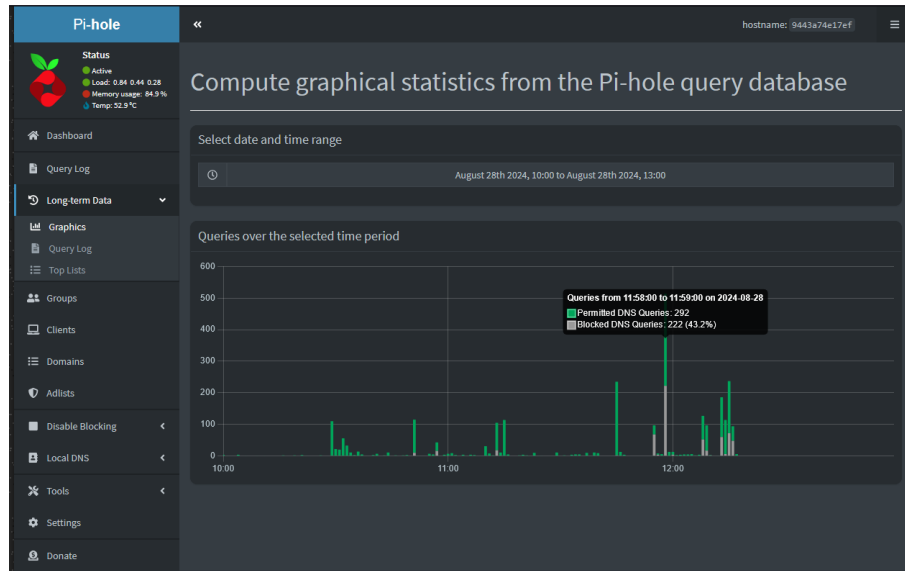 Pi-hole
hostname: 9443a74e17ef
Status
Active
Load: 0.84 0.44 0.28
Memory usage: 84.9 %
Temp: 52.9 °C
Dashboard
Query Log
Long-term Data
Graphics
Query Log
Top Lists
Groups
Clients
Domains
Adlists
Disable Blocking
Local DNS
Tools
Settings
Donate
Compute graphical statistics from the Pi-hole query database
Select date and time range
August 28th 2024, 10:00 to August 28th 2024, 13:00
Queries over the selected time period
600
500
400
300
200
100
0
10:00
11:00
12:00
Queries from 11:58:00 to 11:59:00 on 2024-08-28
Permitted DNS Queries: 292
Blocked DNS Queries: 222 (43.2%)